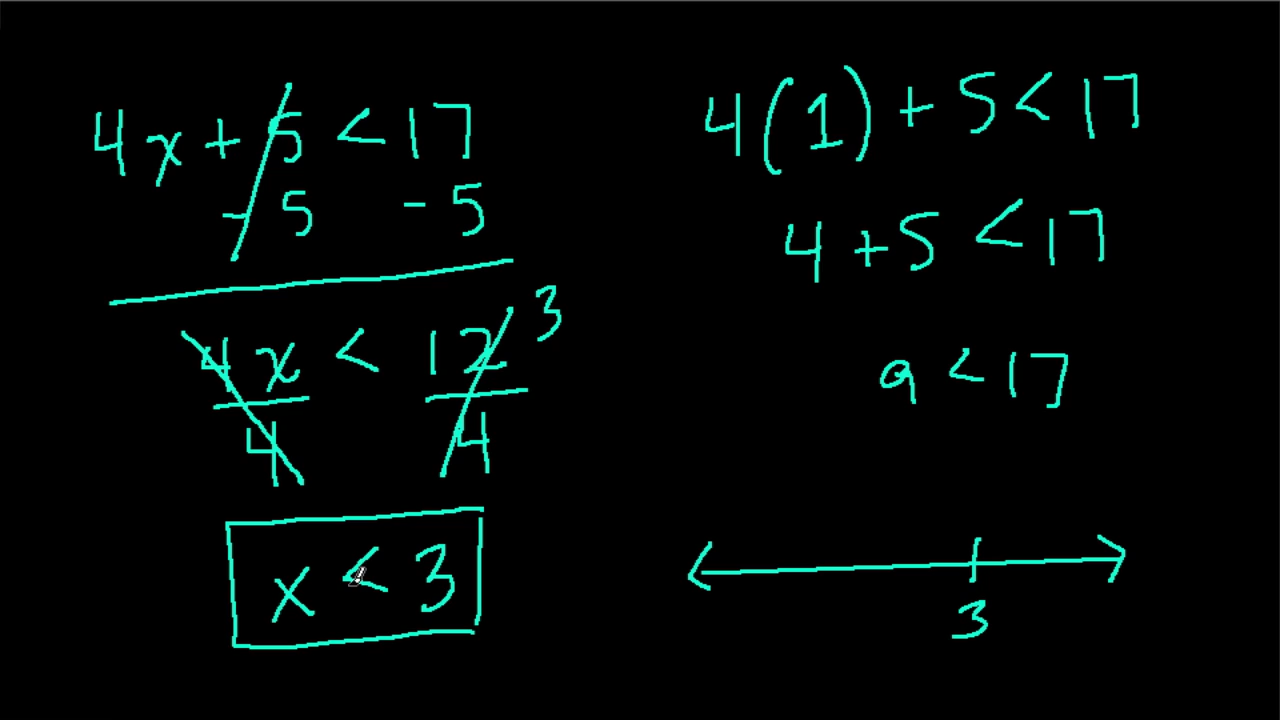 4x + 5 < 17
- 5 - 5
4x < 12 3
4 4
x < 3
4(1) + 5 < 17
4 + 5 < 17
9 < 17
3